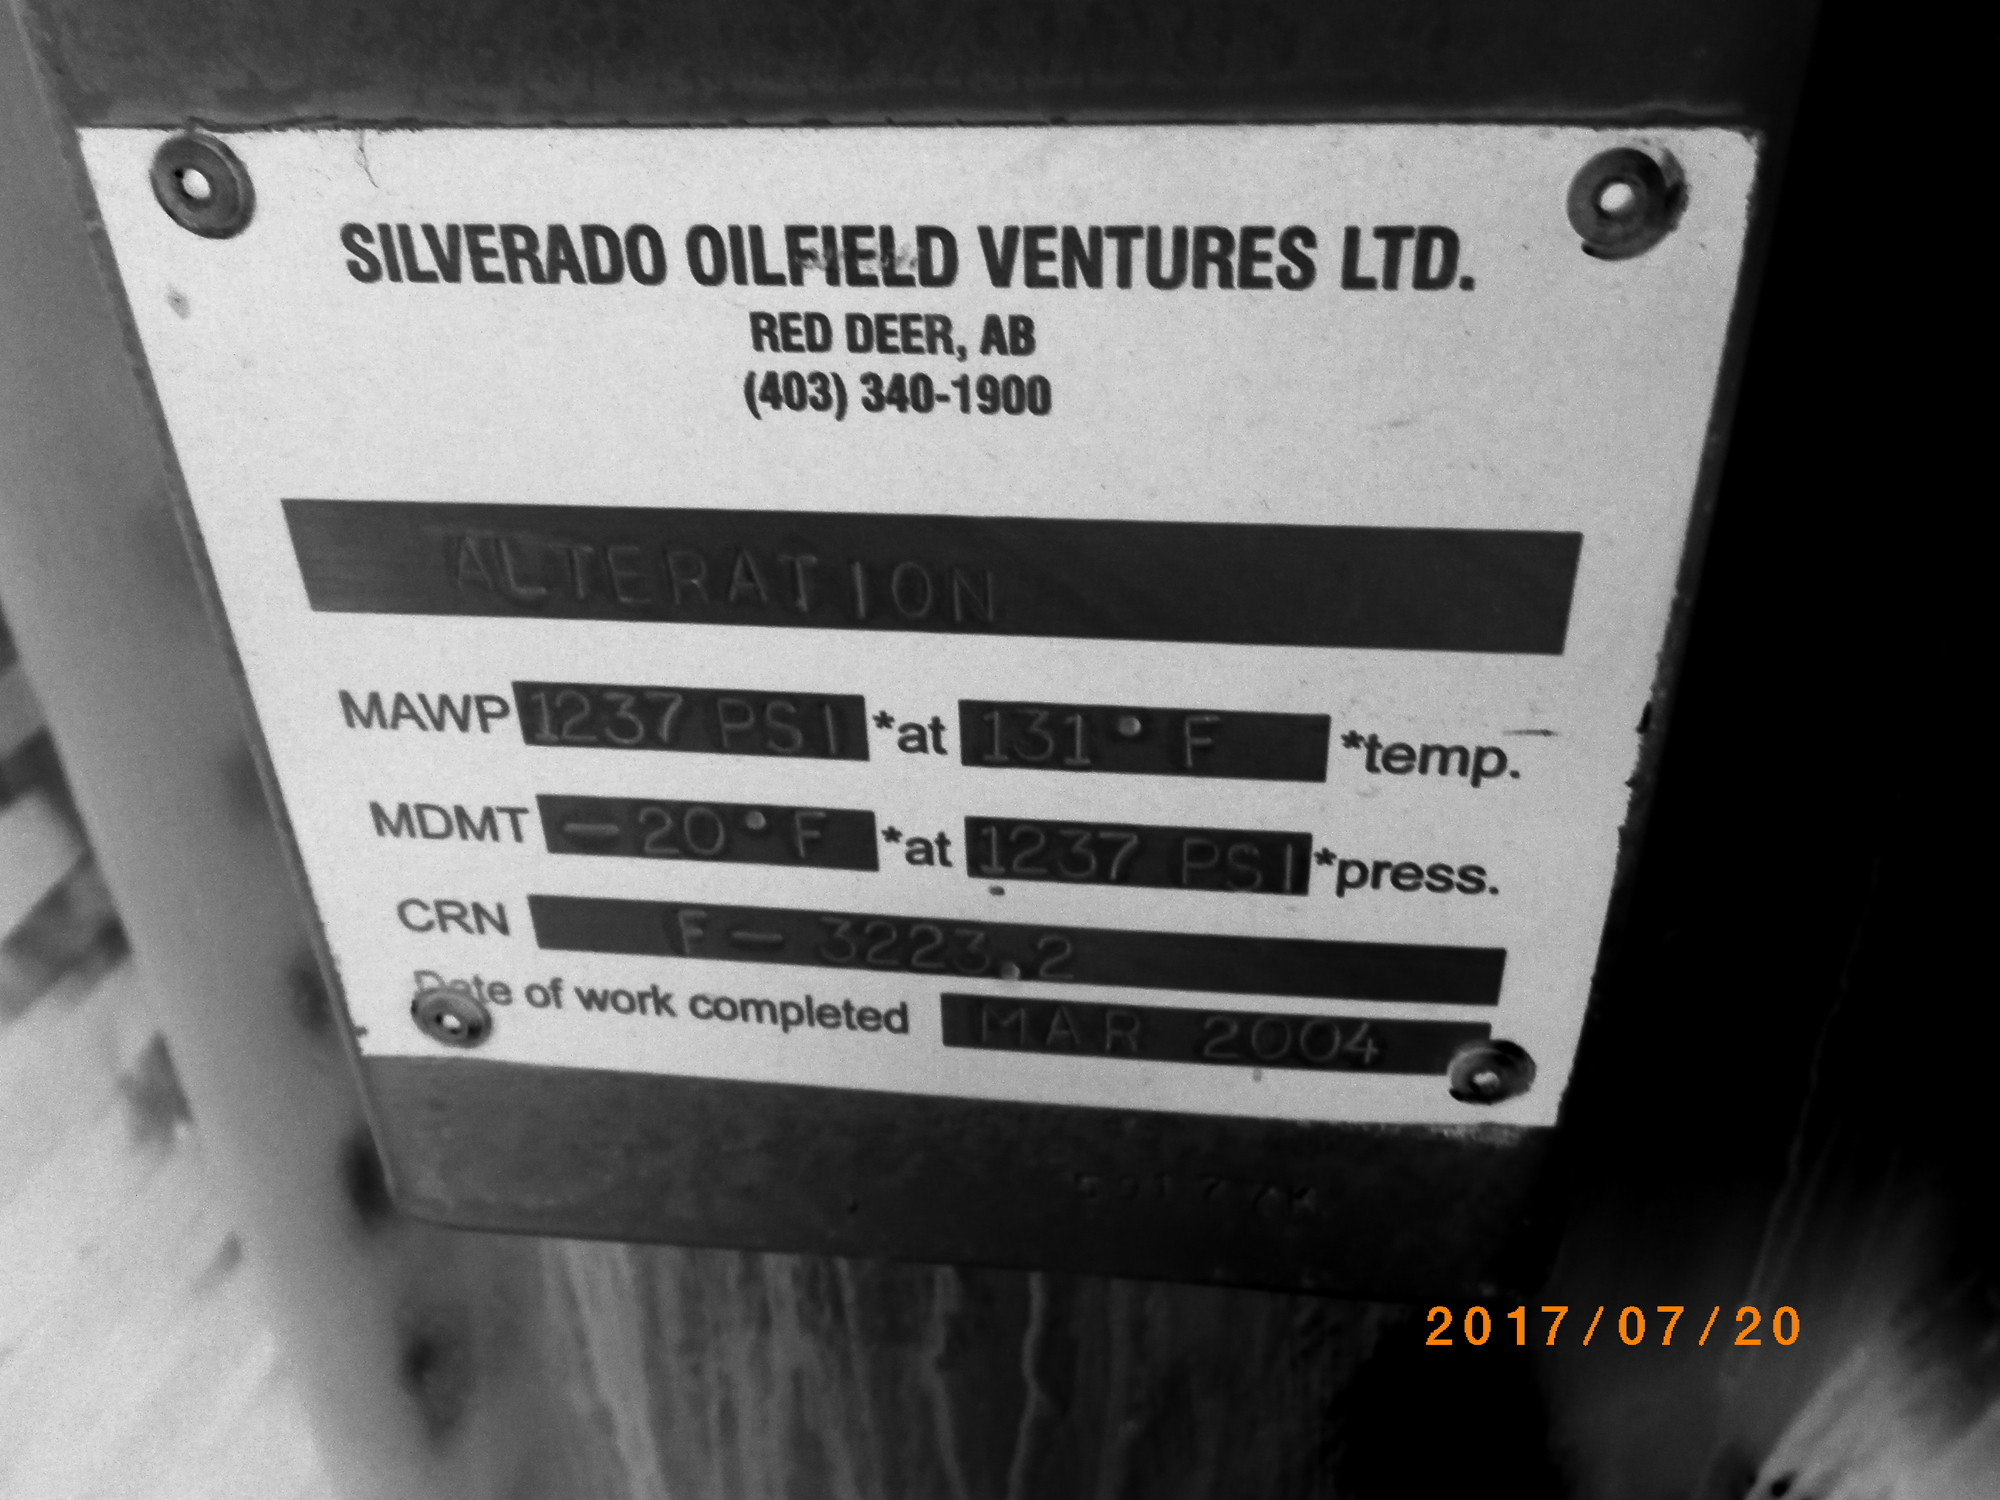 SILVERADO OILFIELD VENTURES LTD.
RED DEER, AB
(403) 340-1900
ALTERATION
MAWP 1237 PSI *at 131° F *temp.
MDMT -20° F *at 1237 PSI *press.
CRN F-3223.2
Date of work completed MAR 2004
2017/07/20